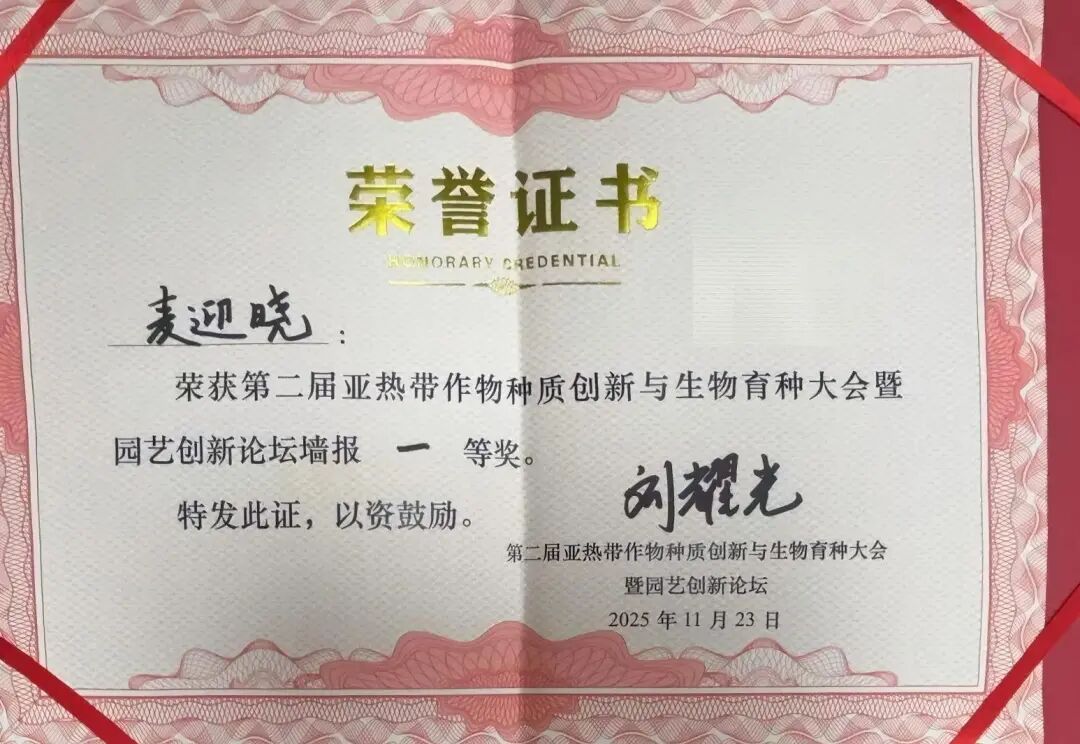 荣誉证书
HONORARY CREDENTIAL
麦迎晓：
荣获第二届亚热带作物种质创新与生物育种大会暨
园艺创新论坛墙报 一 等奖。
特发此证，以资鼓励。
刘耀光
第二届亚热带作物种质创新与生物育种大会
暨园艺创新论坛
2025 年 11 月 23 日